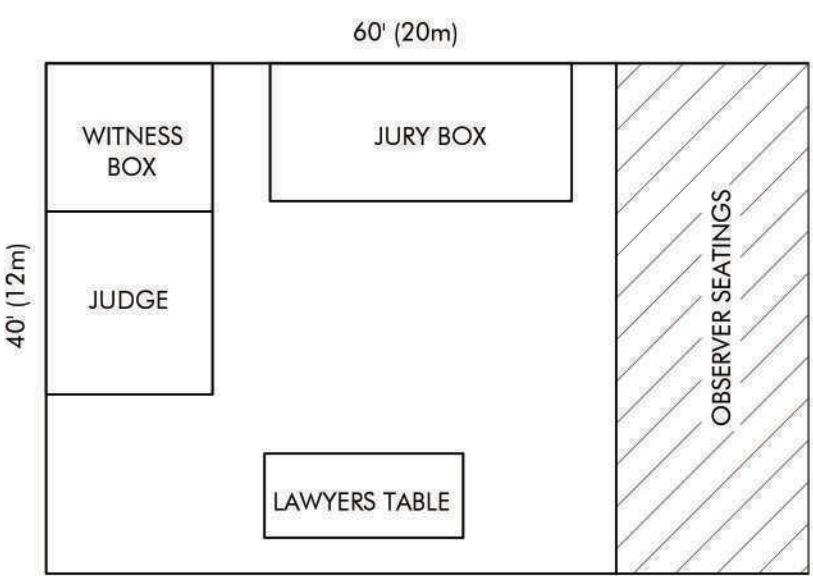 60' (20m)
WITNESS
BOX
JURY BOX
40' (12m)
JUDGE
OBSERVER SEATINGS
LAWYERS TABLE